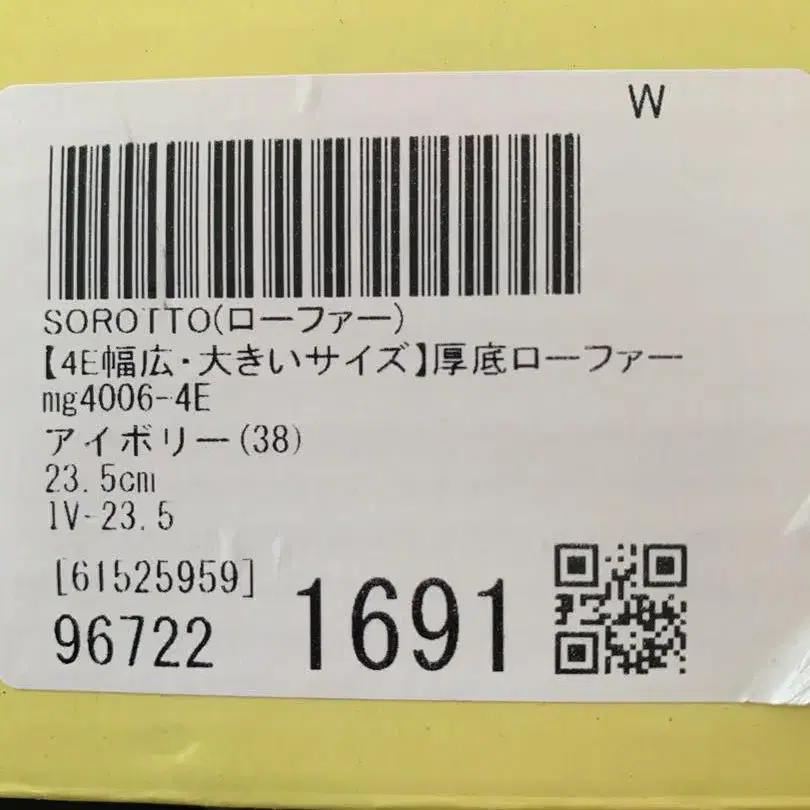 W
SOROTTO(ローファー)
【4E幅広・大きいサイズ】厚底ローファー
mg4006-4E
アイボリー(38)
23.5cm
IV-23.5
[61525959]
96722 1691